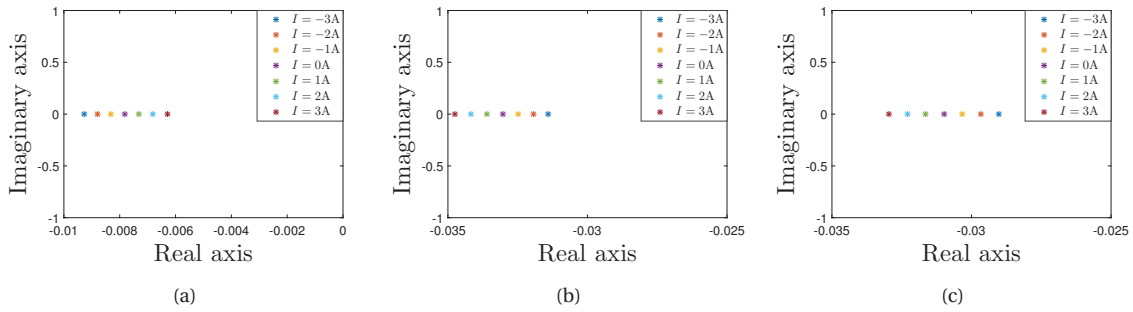 1
0.5
0
-0.5
-1
Imaginary axis
-0.01
-0.008
-0.006
-0.004
-0.002
0
Real axis
I = −3A
I = −2A
I = −1A
I = 0A
I = 1A
I = 2A
I = 3A
(a)
1
0.5
0
-0.5
-1
Imaginary axis
-0.035
-0.03
-0.025
Real axis
I = −3A
I = −2A
I = −1A
I = 0A
I = 1A
I = 2A
I = 3A
(b)
1
0.5
0
-0.5
-1
Imaginary axis
-0.035
-0.03
-0.025
Real axis
I = −3A
I = −2A
I = −1A
I = 0A
I = 1A
I = 2A
I = 3A
(c)